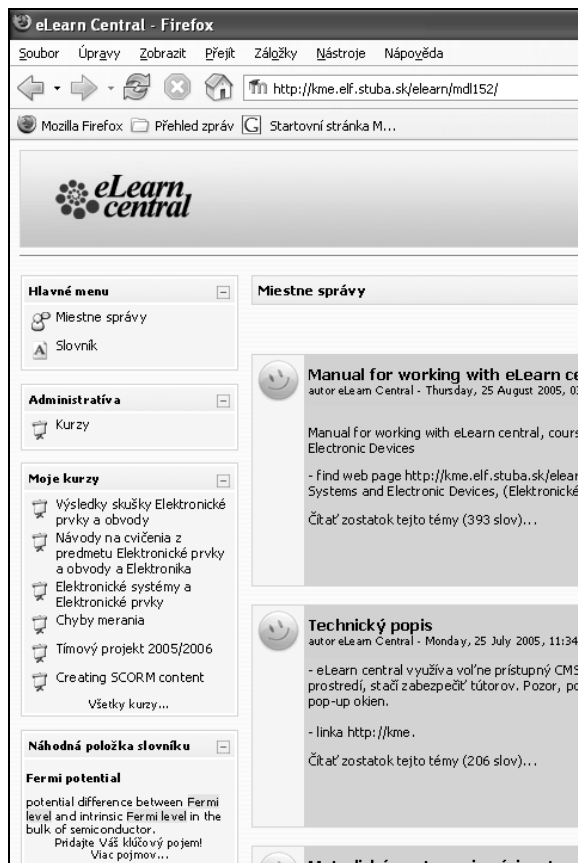 eLearn Central - Firefox
Soubor Úpravy Zobrazit Přejít Záložky Nástroje Nápověda
http://kme.elf.stuba.sk/elearn/mdl152/
Mozilla Firefox Přehled zpráv G Startovní stránka M...
eLearn
central
Hlavné menu
Miestne správy
Slovník
Administratíva
Kurzy
Moje kurzy
Výsledky skušky Elektronické
prvky a obvody
Návody na cvičenia z
predmetu Elektronické prvky
a obvody a Elektronika
Elektronické systémy a
Elektronické prvky
Chyby merania
Tímový projekt 2005/2006
Creating SCORM content
Všetky kurzy...
Náhodná položka slovníku
Fermi potential
potential difference between Fermi
level and intrinsic Fermi level in the
bulk of semiconductor.
Pridajte Váš kľúčový pojem!
Viac pojmov...
Miestne správy
Manual for working with eLearn ce
autor eLearn Central - Thursday, 25 August 2005, 0
Manual for working with eLearn central, cours
Electronic Devices
- find web page http://kme.elf.stuba.sk/elear
Systems and Electronic Devices, (Elektronické
Čítať zostatok tejto témy (393 slov)...
Technický popis
autor eLearn Central - Monday, 25 July 2005, 11:34
- eLearn central využíva voľne prístupný CMS
prostredí, stačí zabezpečiť tútorov. Pozor, po
pop-up okien.
- linka http://kme.
Čítať zostatok tejto témy (206 slov)...